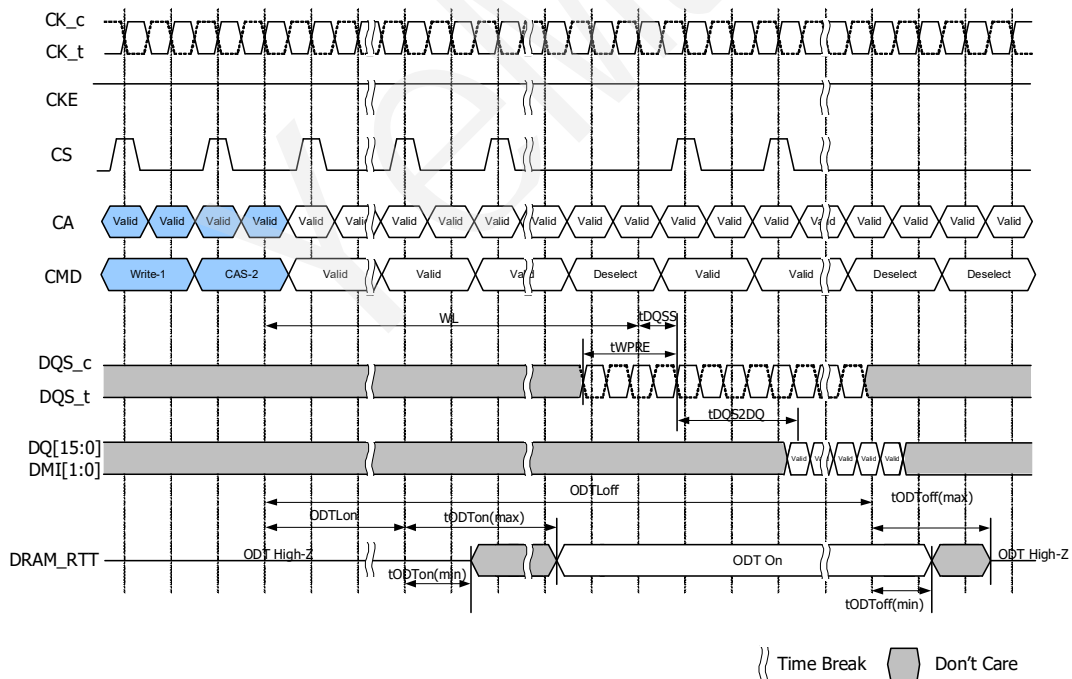 CK_c
CK_t
CKE
CS
CA Valid Valid Valid Valid Valid Valid Valid Valid Valid Valid Valid Valid Valid Valid Valid Valid Valid Valid Valid Valid
CMD Write-1 CAS-2 Valid Valid Valid Deselect Valid Valid Deselect Deselect
WL tDQSS
tWPRE
DQS_c
DQS_t
tDQS2DQ
DQ[15:0]
DMI[1:0]
Valid Valid Valid Valid Valid
ODTLoff
tODToff(max)
ODTLon tODTon(max)
DRAM_RTT ODT High-Z ODT On ODT High-Z
tODTon(min)
tODToff(min)
Time Break Don't Care